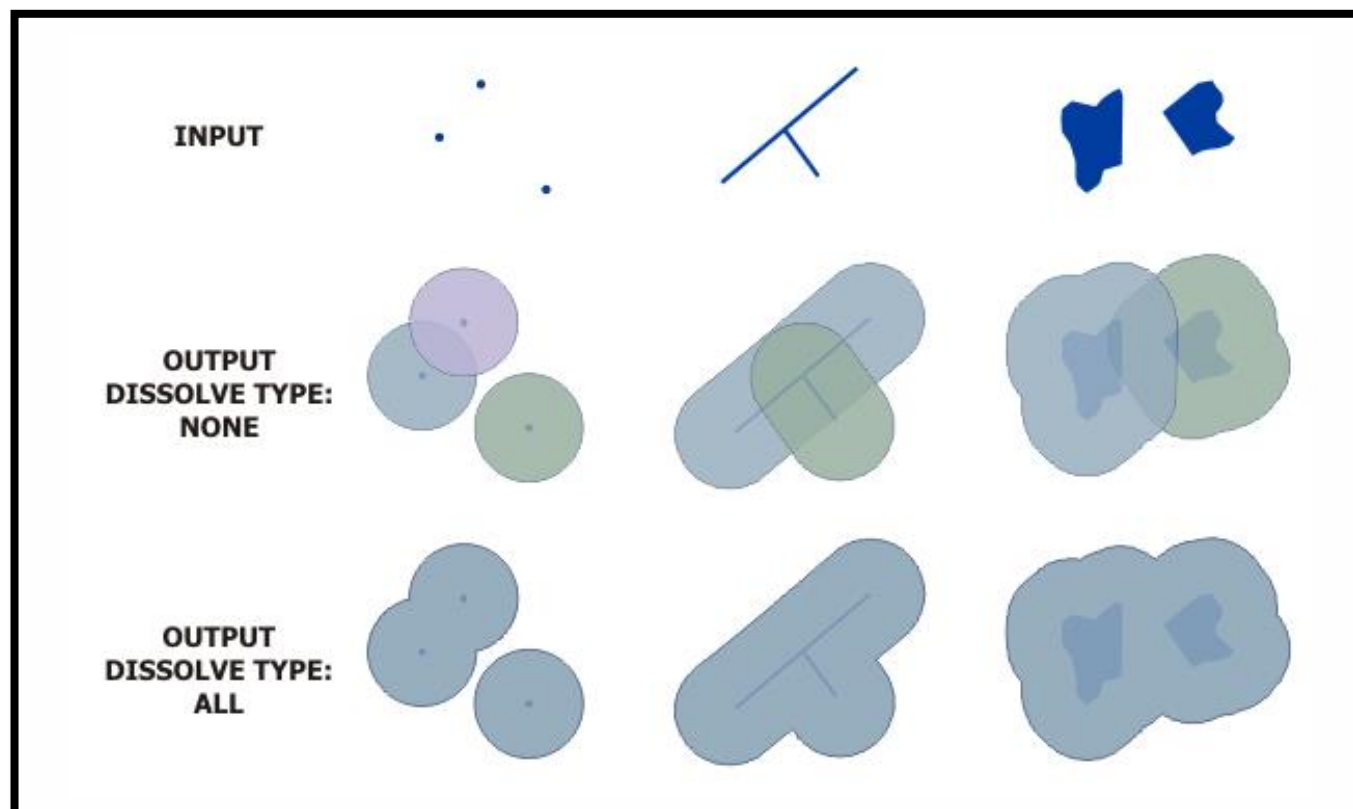 INPUT
OUTPUT
DISSOLVE TYPE:
NONE
OUTPUT
DISSOLVE TYPE:
ALL